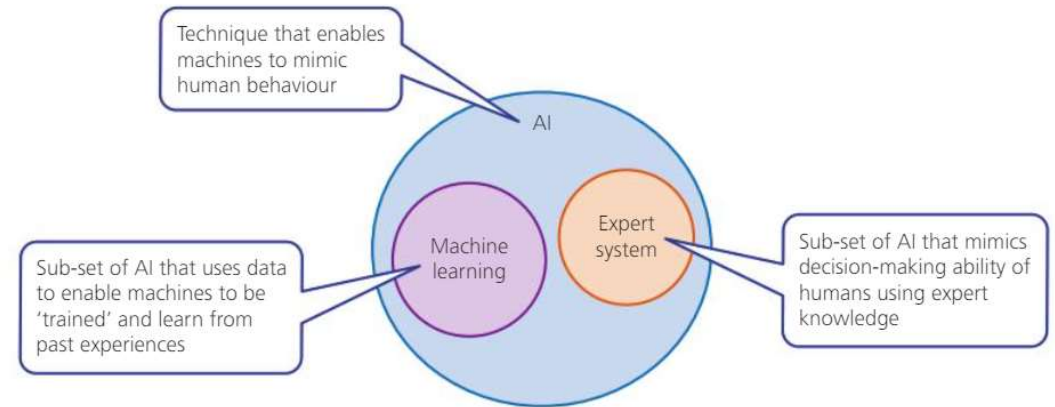 Technique that enables
machines to mimic
human behaviour
AI
Machine
learning
Expert
system
Sub-set of AI that uses data
to enable machines to be
‘trained’ and learn from
past experiences
Sub-set of AI that mimics
decision-making ability of
humans using expert
knowledge